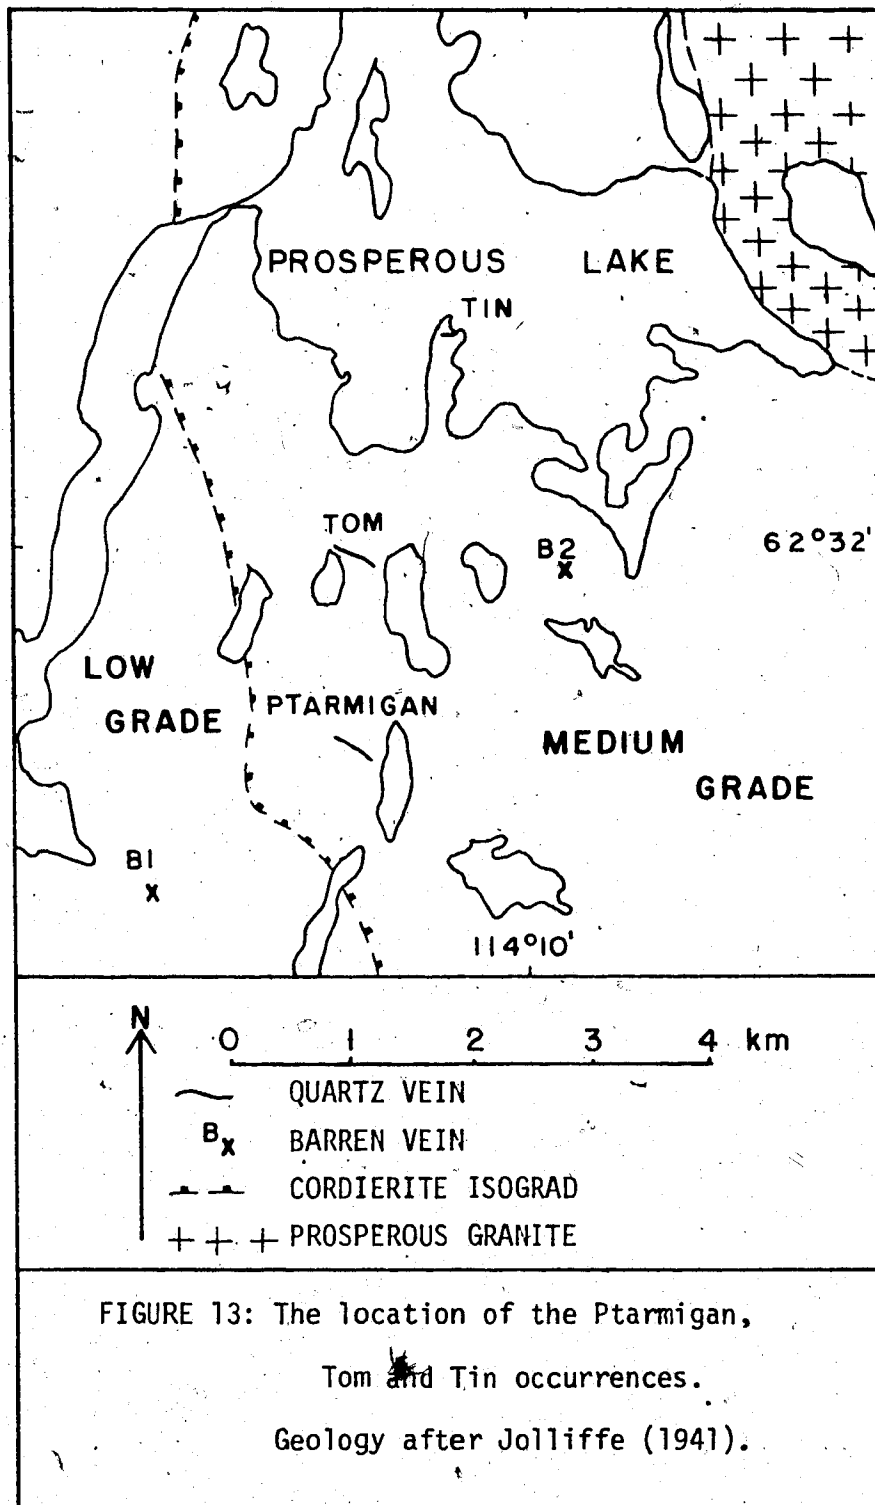 PROSPEROUS LAKE
TIN
TOM
B2
62°32'
LOW
GRADE
PTARMIGAN
MEDIUM
GRADE
B1
114°10'
N
0 1 2 3 4 km
QUARTZ VEIN
Bx BARREN VEIN
CORDIERITE ISOGRAD
PROSPEROUS GRANITE
FIGURE 13: The location of the Ptarmigan,
Tom and Tin occurrences.
Geology after Jolliffe (1941).